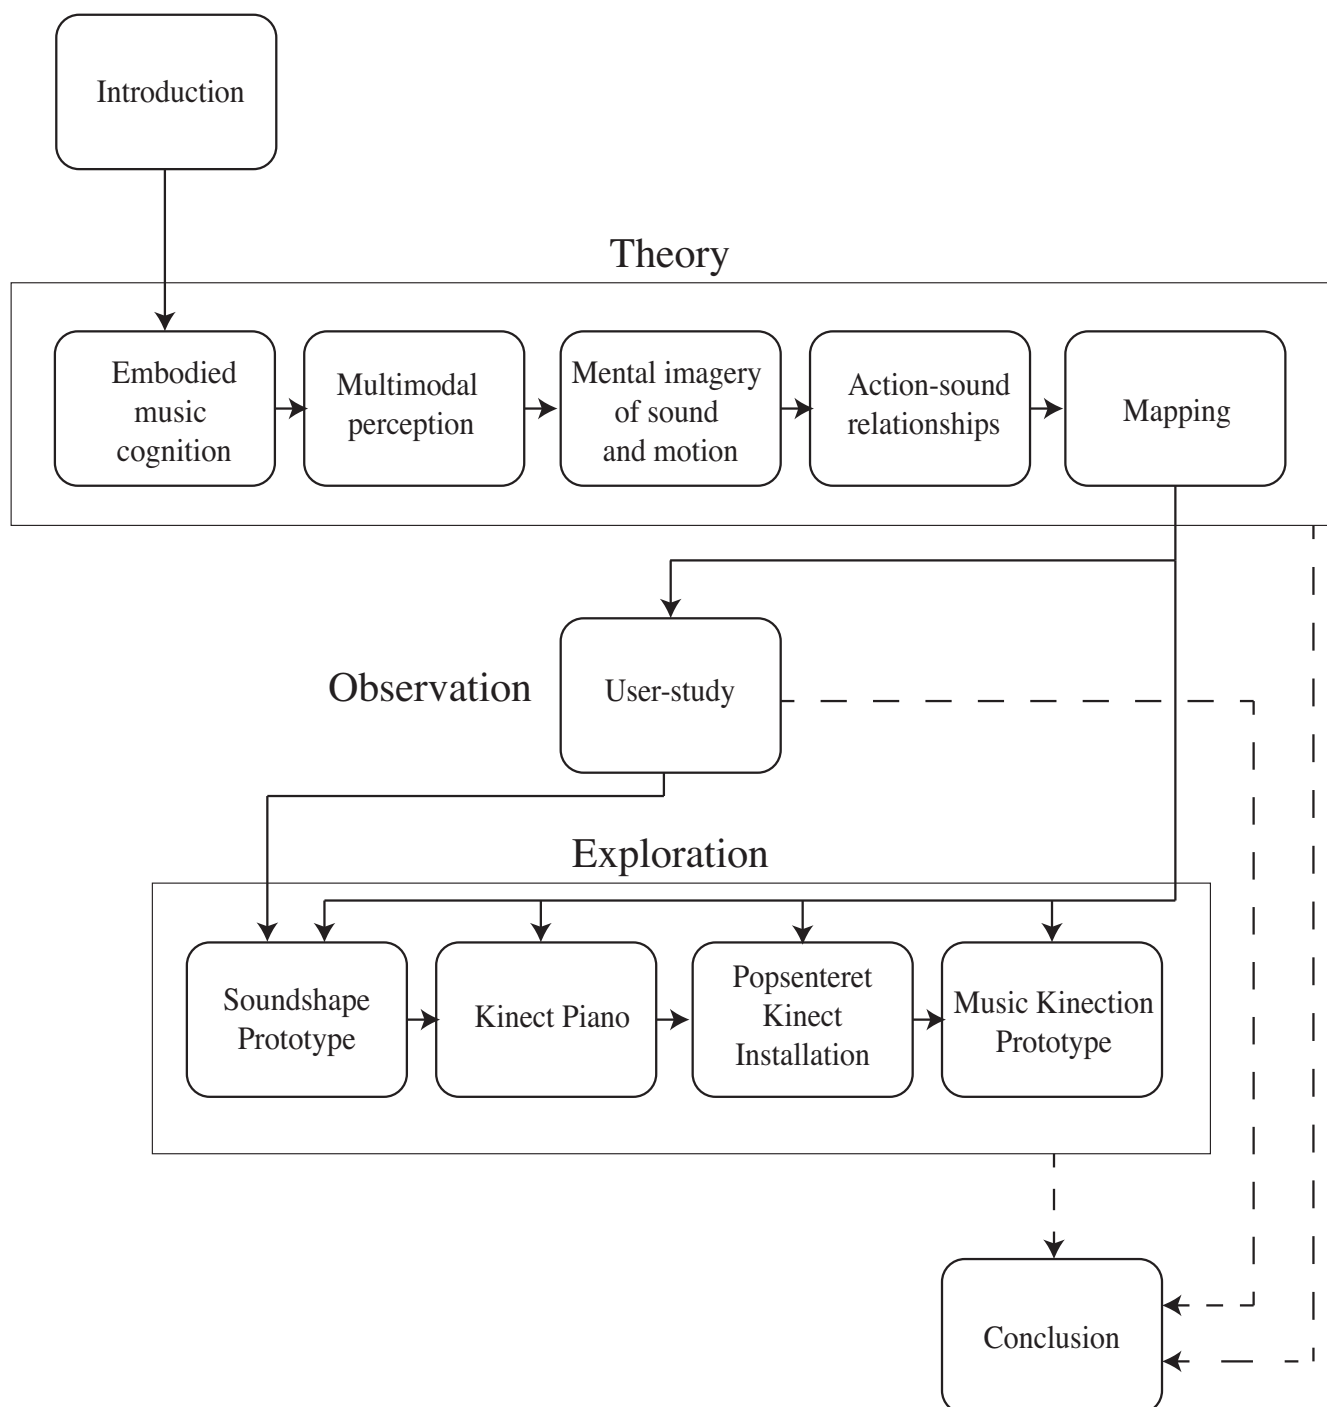 Introduction
Theory
Embodied
music
cognition
Multimodal
perception
Mental imagery
of sound
and motion
Action-sound
relationships
Mapping
Observation
User-study
Exploration
Soundshape
Prototype
Kinect Piano
Popsenteret
Kinect
Installation
Music Kinection
Prototype
Conclusion